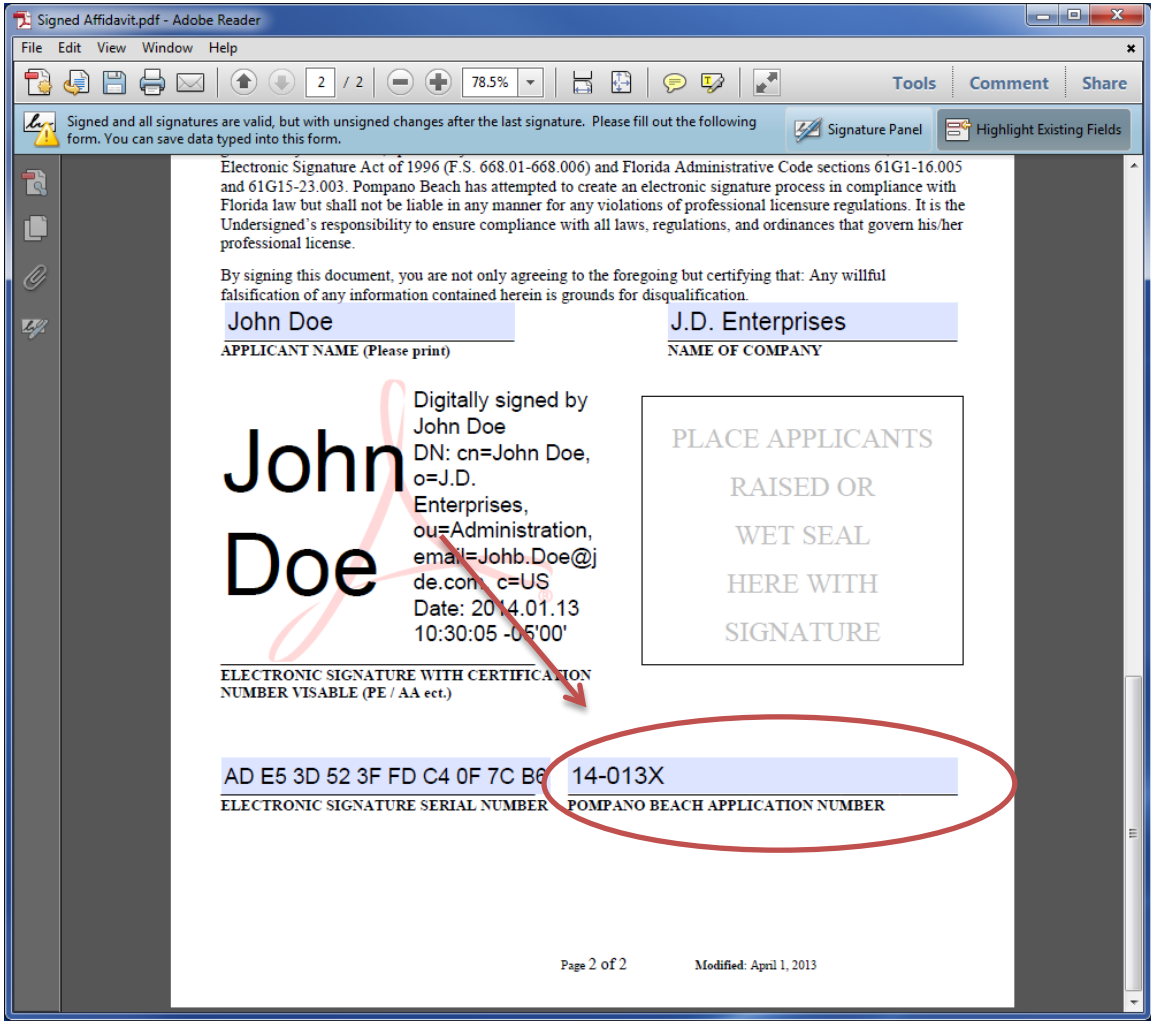 Signed Affidavit.pdf - Adobe Reader
File Edit View Window Help
2 / 2 78.5% Tools Comment Share
Signed and all signatures are valid, but with unsigned changes after the last signature. Please fill out the following
form. You can save data typed into this form.
Signature Panel
Highlight Existing Fields
Electronic Signature Act of 1996 (F.S. 668.01-668.006) and Florida Administrative Code sections 61G1-16.005
and 61G15-23.003. Pompano Beach has attempted to create an electronic signature process in compliance with
Florida law but shall not be liable in any manner for any violations of professional licensure regulations. It is the
Undersigned's responsibility to ensure compliance with all laws, regulations, and ordinances that govern his/her
professional license.
By signing this document, you are not only agreeing to the foregoing but certifying that: Any willful
falsification of any information contained herein is grounds for disqualification.
John Doe
J.D. Enterprises
APPLICANT NAME (Please print)
NAME OF COMPANY
John
Doe
Digitally signed by
John Doe
DN: cn=John Doe,
o=J.D.
Enterprises,
ou=Administration,
email=Johb.Doe@j
de.com, c=US
Date: 2014.01.13
10:30:05 -05'00'
PLACE APPLICANTS
RAISED OR
WET SEAL
HERE WITH
SIGNATURE
ELECTRONIC SIGNATURE WITH CERTIFICATION
NUMBER VISABLE (PE / AA ect.)
AD E5 3D 52 3F FD C4 0F 7C B6
14-013X
ELECTRONIC SIGNATURE SERIAL NUMBER
POMPANO BEACH APPLICATION NUMBER
Page 2 of 2
Modified: April 1, 2013